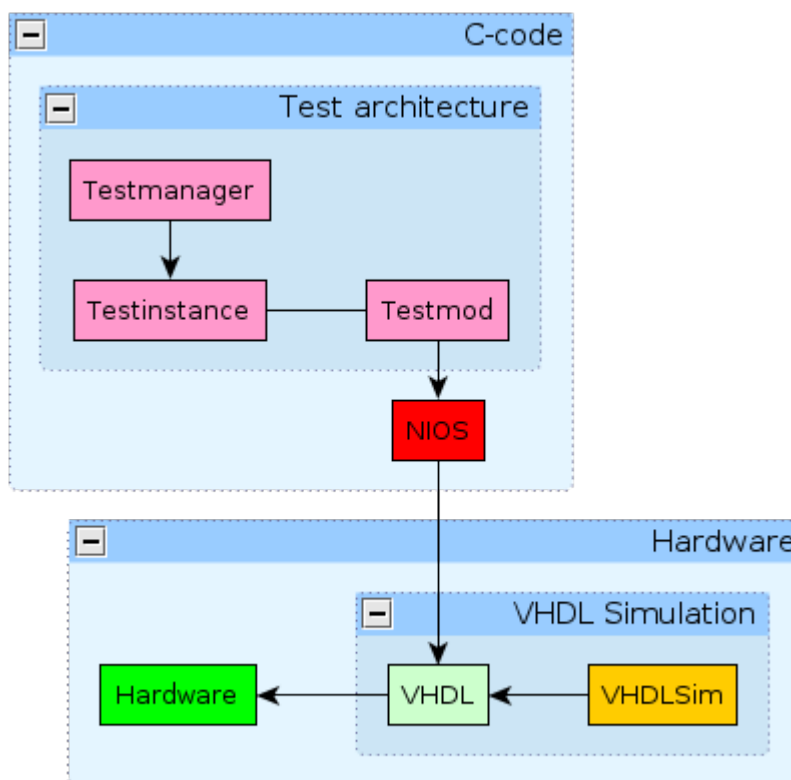 C-code
Test architecture
Testmanager
Testinstance
Testmod
NIOS
Hardware
VHDL Simulation
Hardware
VHDL
VHDLSim